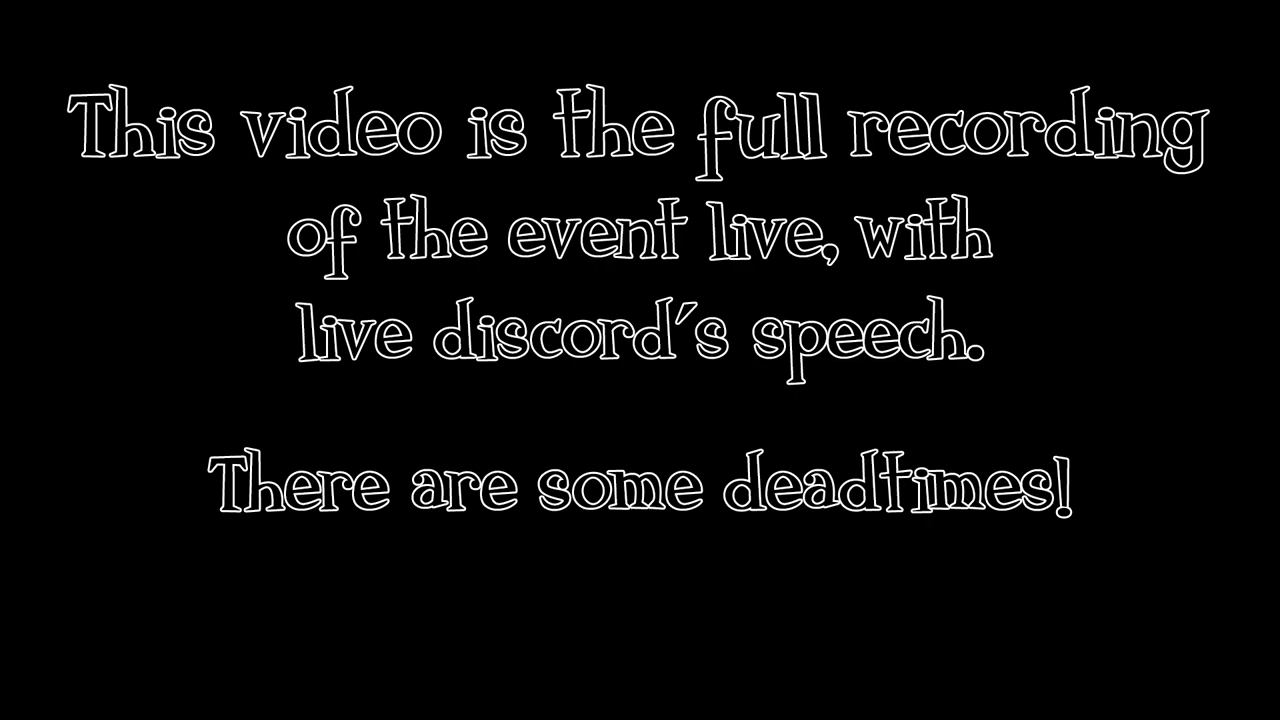 This video is the full recording
of the event live, with
live discord's speech.
There are some deadtimes!